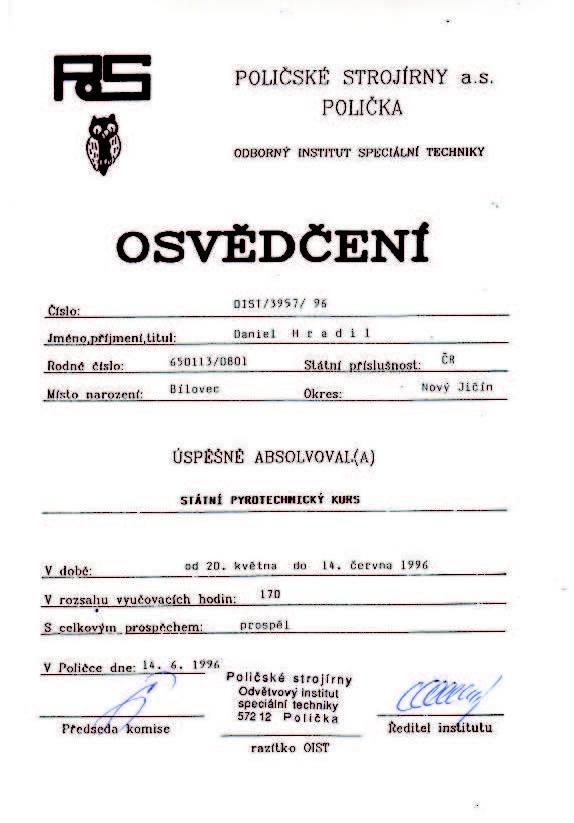 PoS
POLIČSKÉ STROJÍRNY a.s.
POLIČKA
ODBORNÝ INSTITUT SPECIÁLNÍ TECHNIKY
OSVĚDČENÍ
Číslo: OIST/3957/ 96
Jméno,příjmení,titul: Daniel H r a d i l
Rodné číslo: 650113/0801 Státní příslušnost: ČR
Místo narození: Bílovec Okres: Nový Jičín
ÚSPĚŠNĚ ABSOLVOVAL(A)
STÁTNÍ PYROTECHNICKÝ KURS
V době: od 20. května do 14. června 1996
V rozsahu vyučovacích hodin: 170
S celkovým prospěchem: prospěl
V Poličce dne: 14. 6. 1996
Poličské strojírny
Odvětvový institut
speciální techniky
572 12 Polička
Předseda komise
Ředitel institutu
razítko OIST